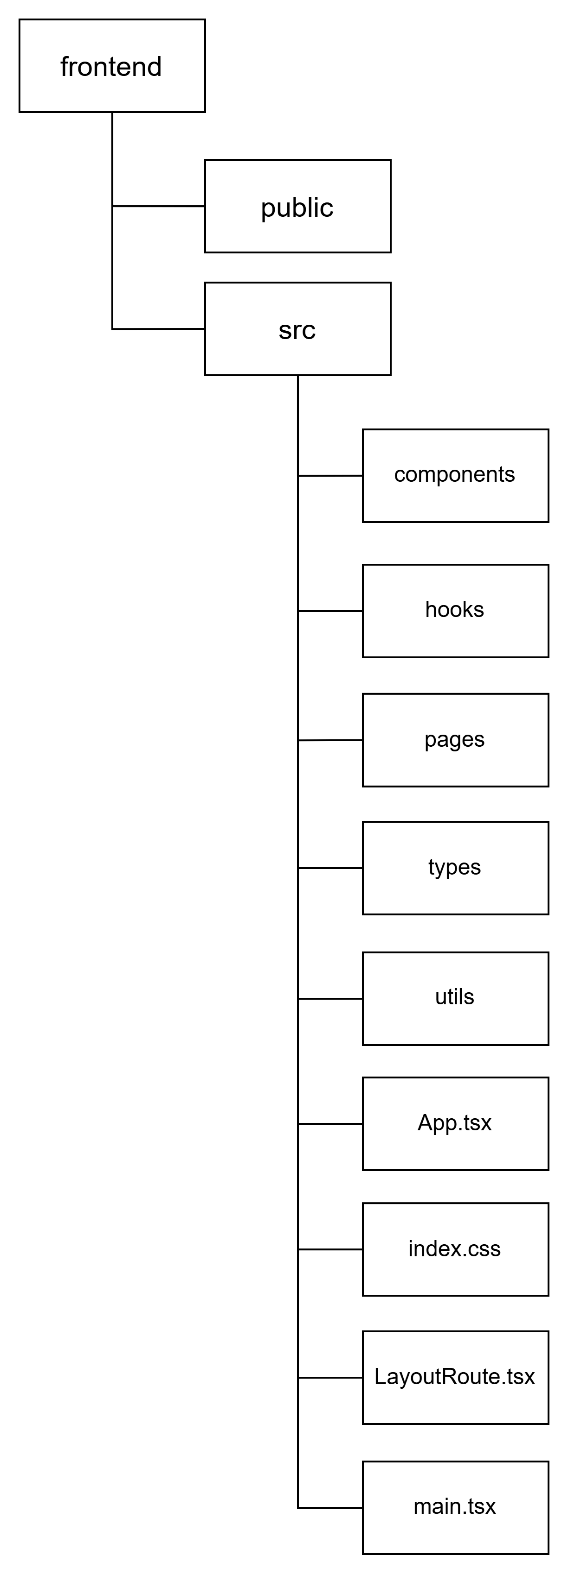 frontend
public
src
components
hooks
pages
types
utils
App.tsx
index.css
LayoutRoute.tsx
main.tsx